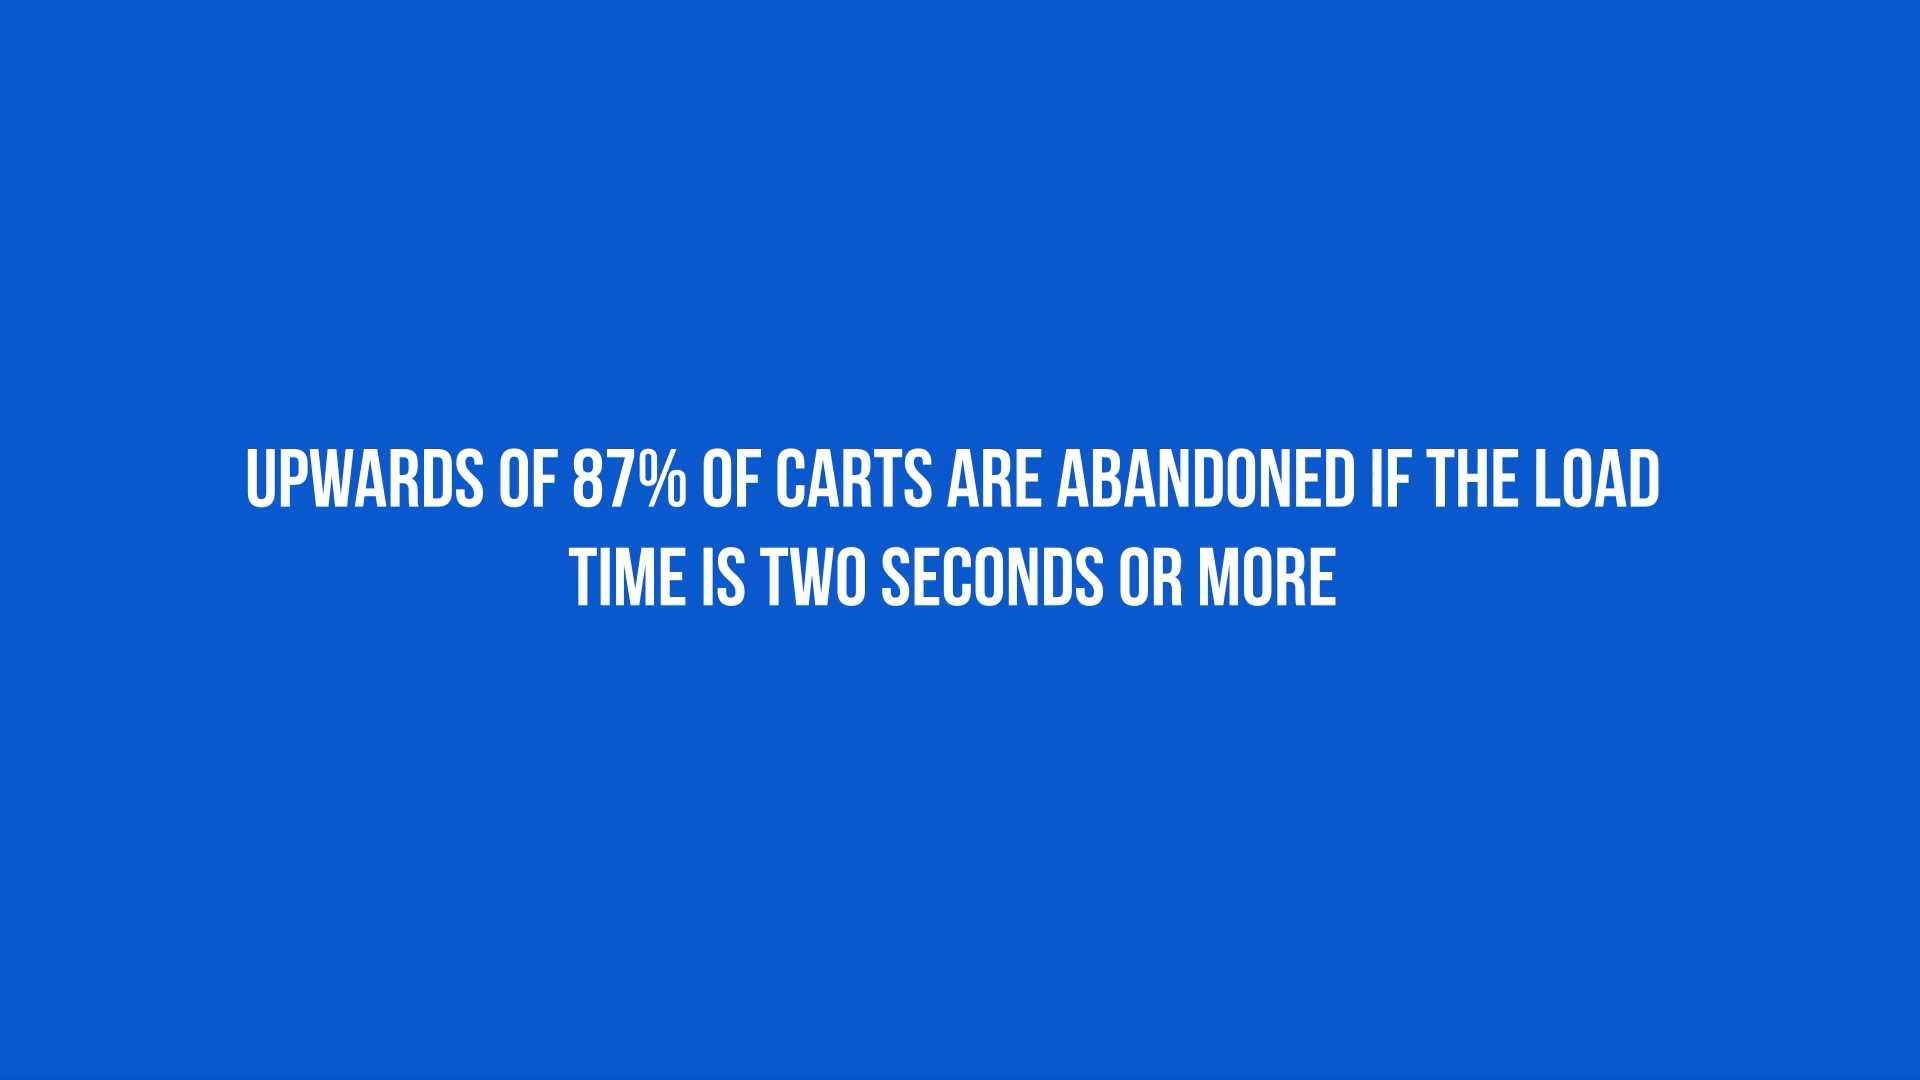 UPWARDS OF 87% OF CARTS ARE ABANDONED IF THE LOAD
TIME IS TWO SECONDS OR MORE